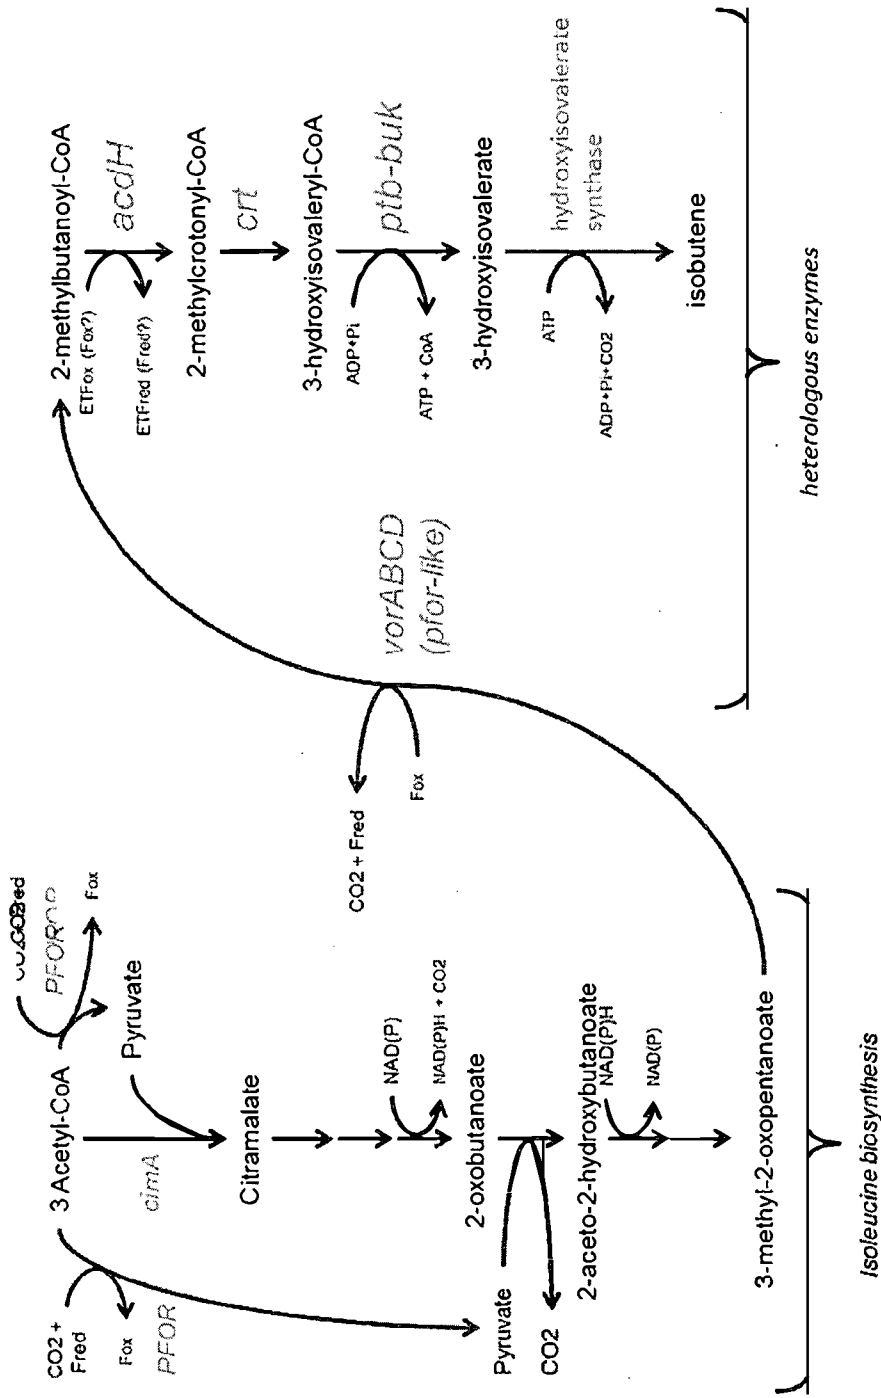 3 Acetyl-CoA
CO2 +
Fred
Fox
PFOR
Fox
cimA
Pyruvate
Citramalate
NAD(P)
NAD(P)H + CO2
2-oxobutanoate
Pyruvate
CO2
2-aceto-2-hydroxybutanoate
NAD(P)H
NAD(P)
3-methyl-2-oxopentanoate
Isoleucine biosynthesis
CO2 + Fred
Fox
vorABCD
(pfor-like)
2-methylbutanoyl-CoA
ETFox (Fox?)
ETFred (Fred?)
acdH
2-methylcrotonyl-CoA
crt
3-hydroxyisovaleryl-CoA
ADP+Pi
ATP + CoA
ptb-buk
3-hydroxyisovalerate
ATP
ADP+Pi+CO2
hydroxyisovalerate
synthase
isobutene
heterologous enzymes